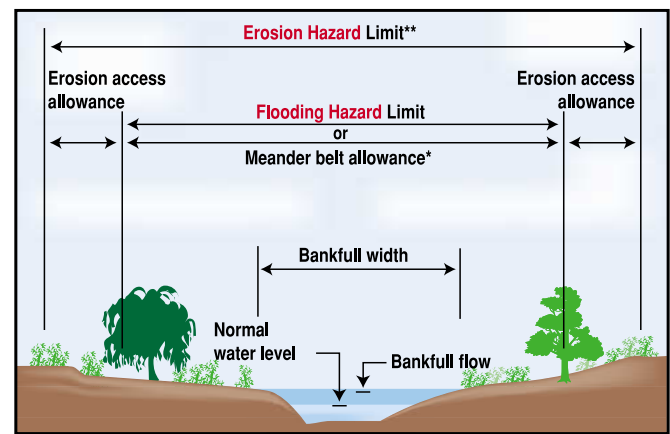 Erosion Hazard Limit**
Erosion access
allowance
Erosion access
allowance
Flooding Hazard Limit
or
Meander belt allowance*
Bankfull width
Normal
water level
Bankfull flow